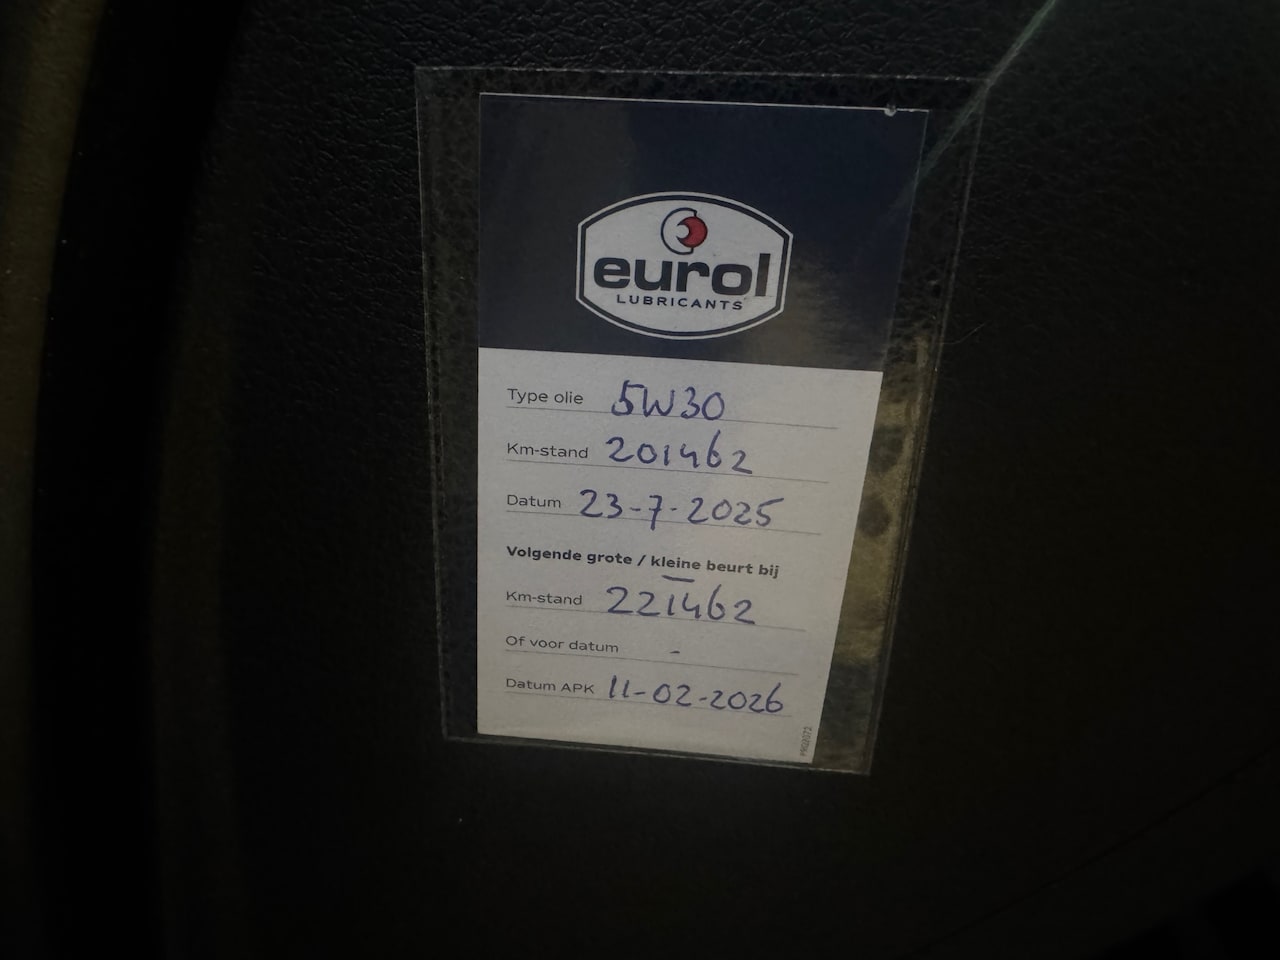 eurol
LUBRICANTS
Type olie 5W30
Km-stand 201462
Datum 23-7-2025
Volgende grote / kleine beurt bij
Km-stand 221462
Of voor datum -
Datum APK 11-02-2026